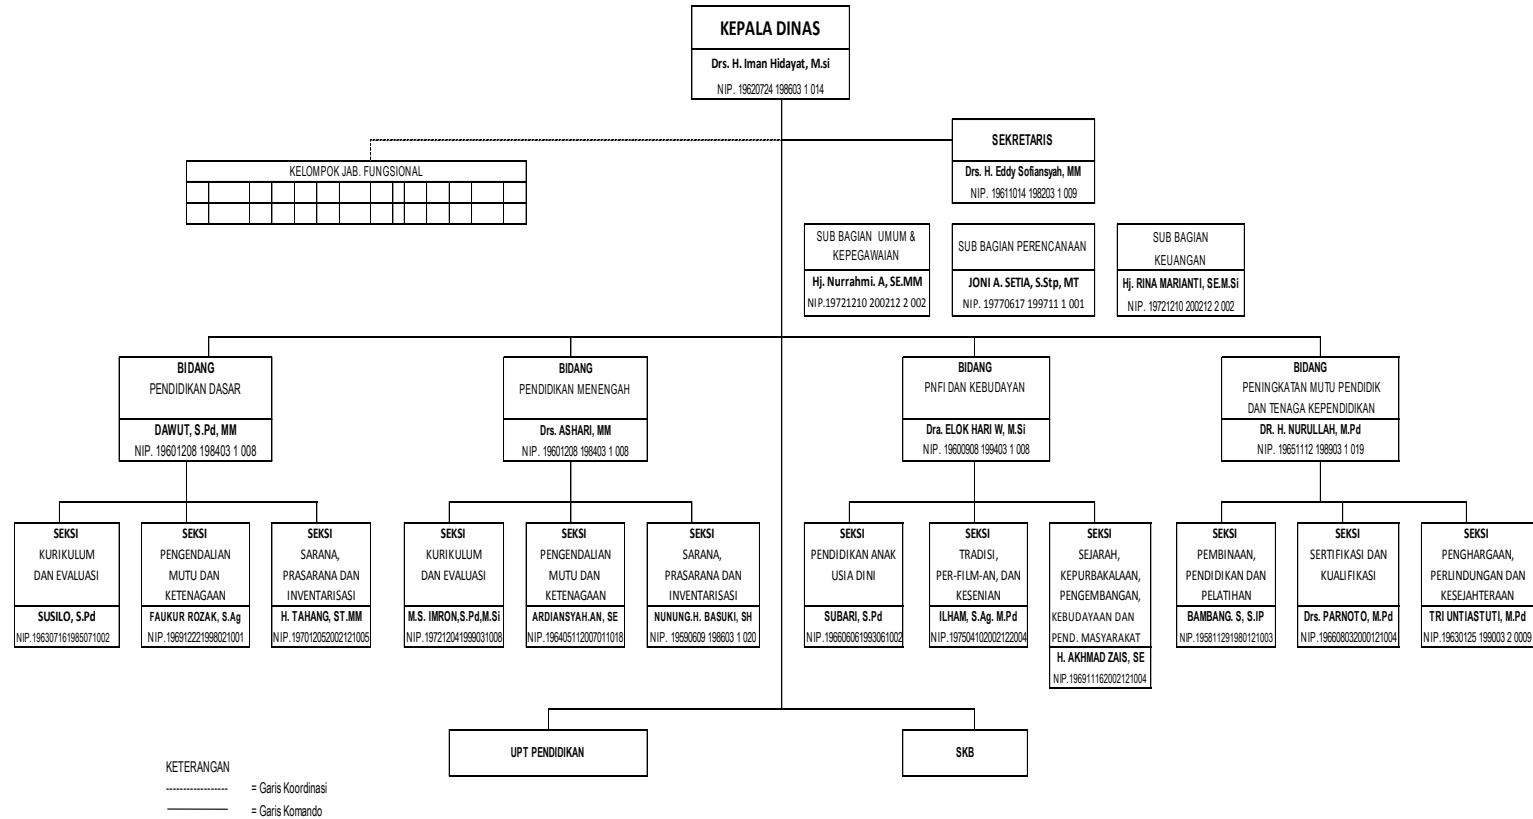 KEPALA DINAS
Drs. H. Iman Hidayat, M.si
NIP. 19620724 198603 1 014
SEKRETARIS
Drs. H. Eddy Sofiansyah, MM
NIP. 19611014 198203 1 009
KELOMPOK JAB. FUNGSIONAL
SUB BAGIAN UMUM &
KEPEGAWAIAN
Hj. Nurrahmi. A, SE.MM
NIP.19721210 200212 2 002
SUB BAGIAN PERENCANAAN
JONI A. SETIA, S.Stp, MT
NIP. 19770617 199711 1 001
SUB BAGIAN
KEUANGAN
Hj. RINA MARIANTI, SE.M.Si
NIP. 19721210 200212 2 002
BIDANG
PENDIDIKAN DASAR
DAWUT, S.Pd, MM
NIP. 19601208 198403 1 008
BIDANG
PENDIDIKAN MENENGAH
Drs. ASHARI, MM
NIP. 19601208 198403 1 008
BIDANG
PNFI DAN KEBUDAYAN
Dra. ELOK HARI W, M.Si
NIP. 19600908 199403 1 008
BIDANG
PENINGKATAN MUTU PENDIDIK
DAN TENAGA KEPENDIDIKAN
DR. H. NURULLAH, M.Pd
NIP. 19651112 198903 1 019
SEKSI
KURIKULUM
DAN EVALUASI
SUSILO, S.Pd
NIP.196307161985071002
SEKSI
PENGENDALIAN
MUTU DAN
KETENAGAAN
FAUKUR ROZAK, S.Ag
NIP.196912221998021001
SEKSI
SARANA,
PRASARANA DAN
INVENTARISASI
H. TAHANG, ST.MM
NIP.197012052002121005
SEKSI
KURIKULUM
DAN EVALUASI
M.S. IMRON,S.Pd,M.Si
NIP.197212041999031008
SEKSI
PENGENDALIAN
MUTU DAN
KETENAGAAN
ARDIANSYAH.AN, SE
NIP.196405112007011018
SEKSI
SARANA,
PRASARANA DAN
INVENTARISASI
NUNUNG.H. BASUKI, SH
NIP. 19590609 198603 1 020
SEKSI
PENDIDIKAN ANAK
USIA DINI
SUBARI, S.Pd
NIP.196606061993061002
SEKSI
TRADISI,
PER-FILM-AN, DAN
KESENIAN
ILHAM, S.Ag. M.Pd
NIP.197504102002122004
SEKSI
SEJARAH,
KEPURBAKALAAN,
PENGEMBANGAN,
KEBUDAYAAN DAN
PEND. MASYARAKAT
H. AKHMAD ZAIS, SE
NIP.196911162002121004
SEKSI
PEMBINAAN,
PENDIDIKAN DAN
PELATIHAN
BAMBANG. S, S.IP
NIP.195811291980121003
SEKSI
SERTIFIKASI DAN
KUALIFIKASI
Drs. PARNOTO, M.Pd
NIP.196608032000121004
SEKSI
PENGHARGAAN,
PERLINDUNGAN DAN
KESEJAHTERAAN
TRI UNTIASTUTI, M.Pd
NIP.19630125 199003 2 0009
UPT PENDIDIKAN
SKB
KETERANGAN
------------------ = Garis Koordinasi
= Garis Komando